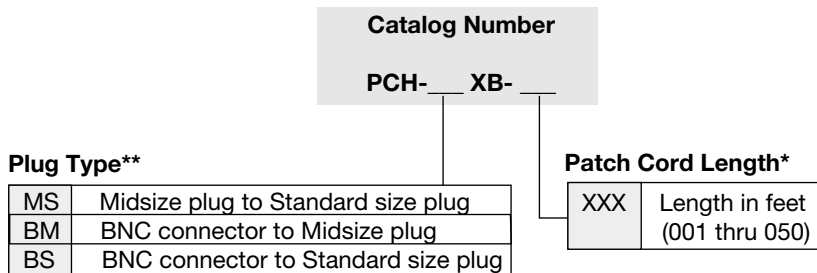 Catalog Number
PCH-___ XB- ___
Plug Type**
MS Midsize plug to Standard size plug
BM BNC connector to Midsize plug
BS BNC connector to Standard size plug
Patch Cord Length*
XXX Length in feet
(001 thru 050)